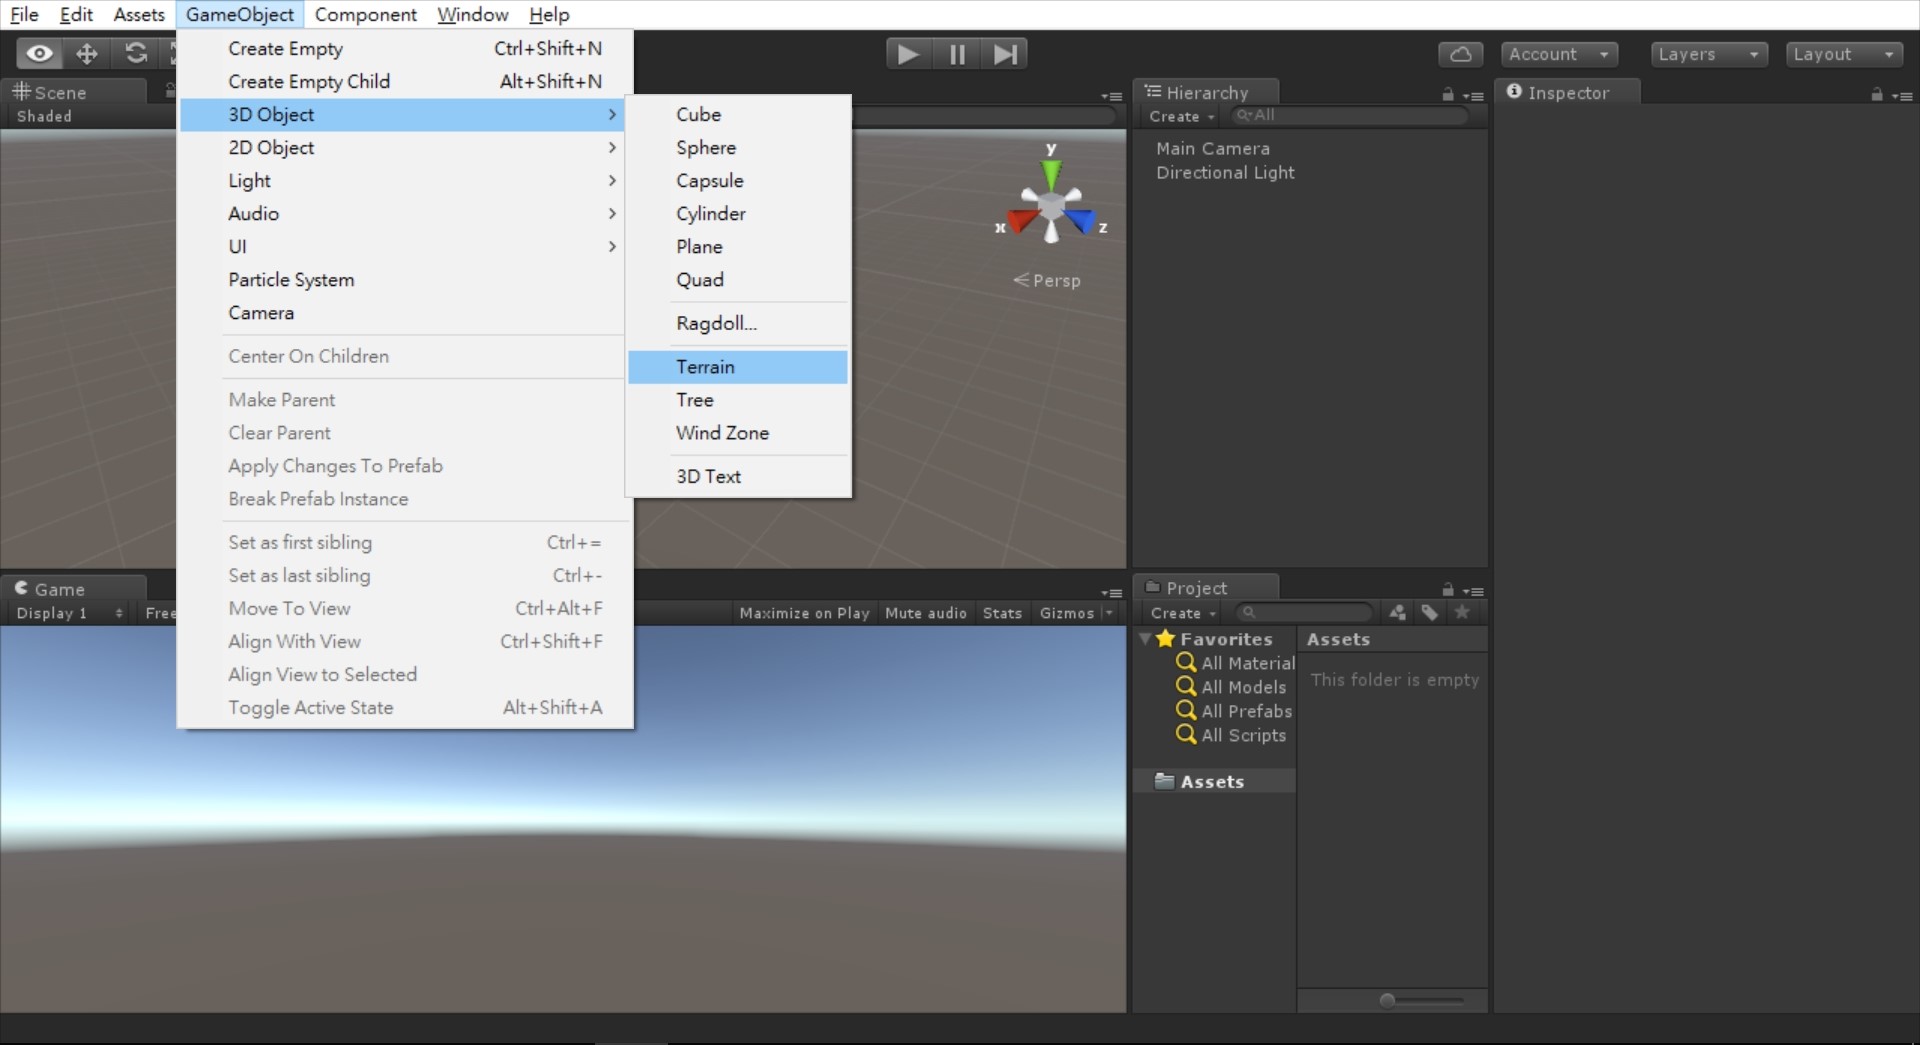 File Edit Assets GameObject Component Window Help
Account Layers Layout
Scene
Shaded
Create Empty Ctrl+Shift+N
Create Empty Child Alt+Shift+N
3D Object
2D Object
Light
Audio
UI
Particle System
Camera
Center On Children
Make Parent
Clear Parent
Apply Changes To Prefab
Break Prefab Instance
Set as first sibling Ctrl+=
Set as last sibling Ctrl+-
Move To View Ctrl+Alt+F
Align With View Ctrl+Shift+F
Align View to Selected
Toggle Active State Alt+Shift+A
Cube
Sphere
Capsule
Cylinder
Plane
Quad
Ragdoll...
Terrain
Tree
Wind Zone
3D Text
y
x z
Persp
Hierarchy
Create All
Main Camera
Directional Light
Inspector
Game
Display 1 Free Maximize on Play Mute audio Stats Gizmos
Project
Create
Favorites
All Material
All Models
All Prefabs
All Scripts
Assets
Assets
This folder is empty